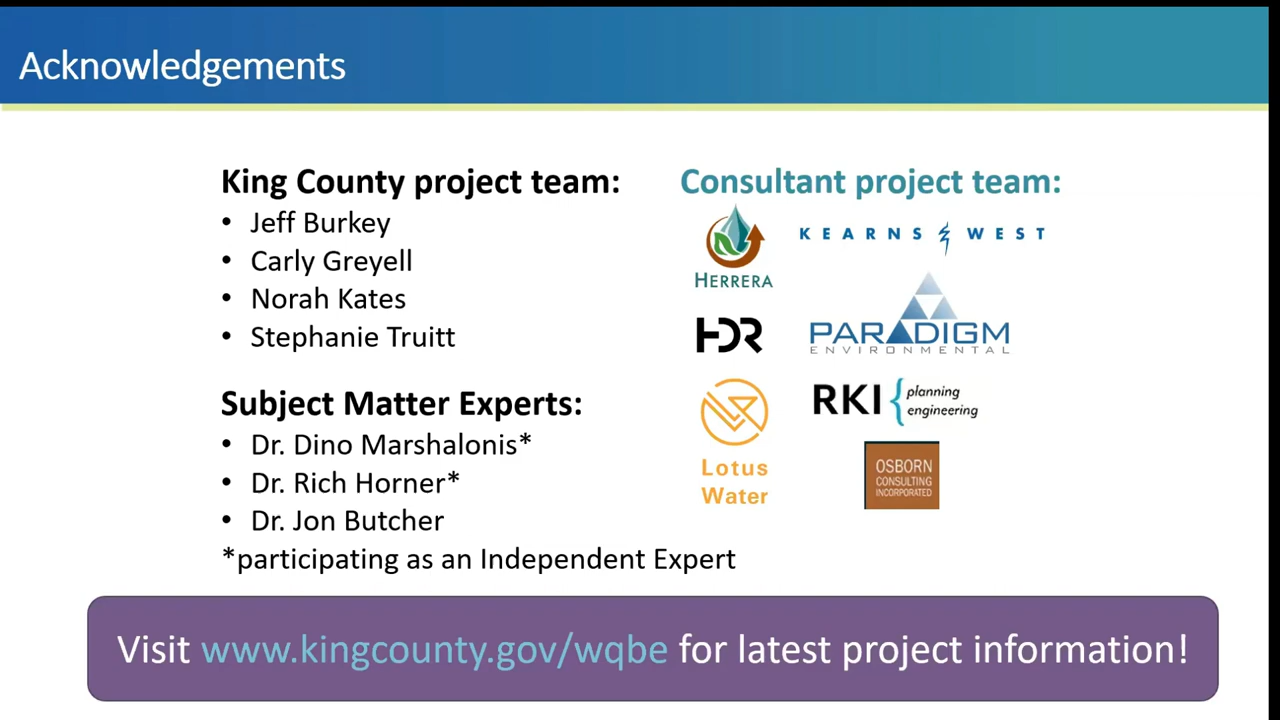 Acknowledgements
King County project team:
• Jeff Burkey
• Carly Greyell
• Norah Kates
• Stephanie Truitt
Subject Matter Experts:
• Dr. Dino Marshalonis*
• Dr. Rich Horner*
• Dr. Jon Butcher
*participating as an Independent Expert
Consultant project team:
HERRERA
KEARNS WEST
HDR
PARADIGM
ENVIRONMENTAL
Lotus
Water
RKI { planning
engineering
OSBORN
CONSULTING
INCORPORATED
Visit www.kingcounty.gov/wqbe for latest project information!